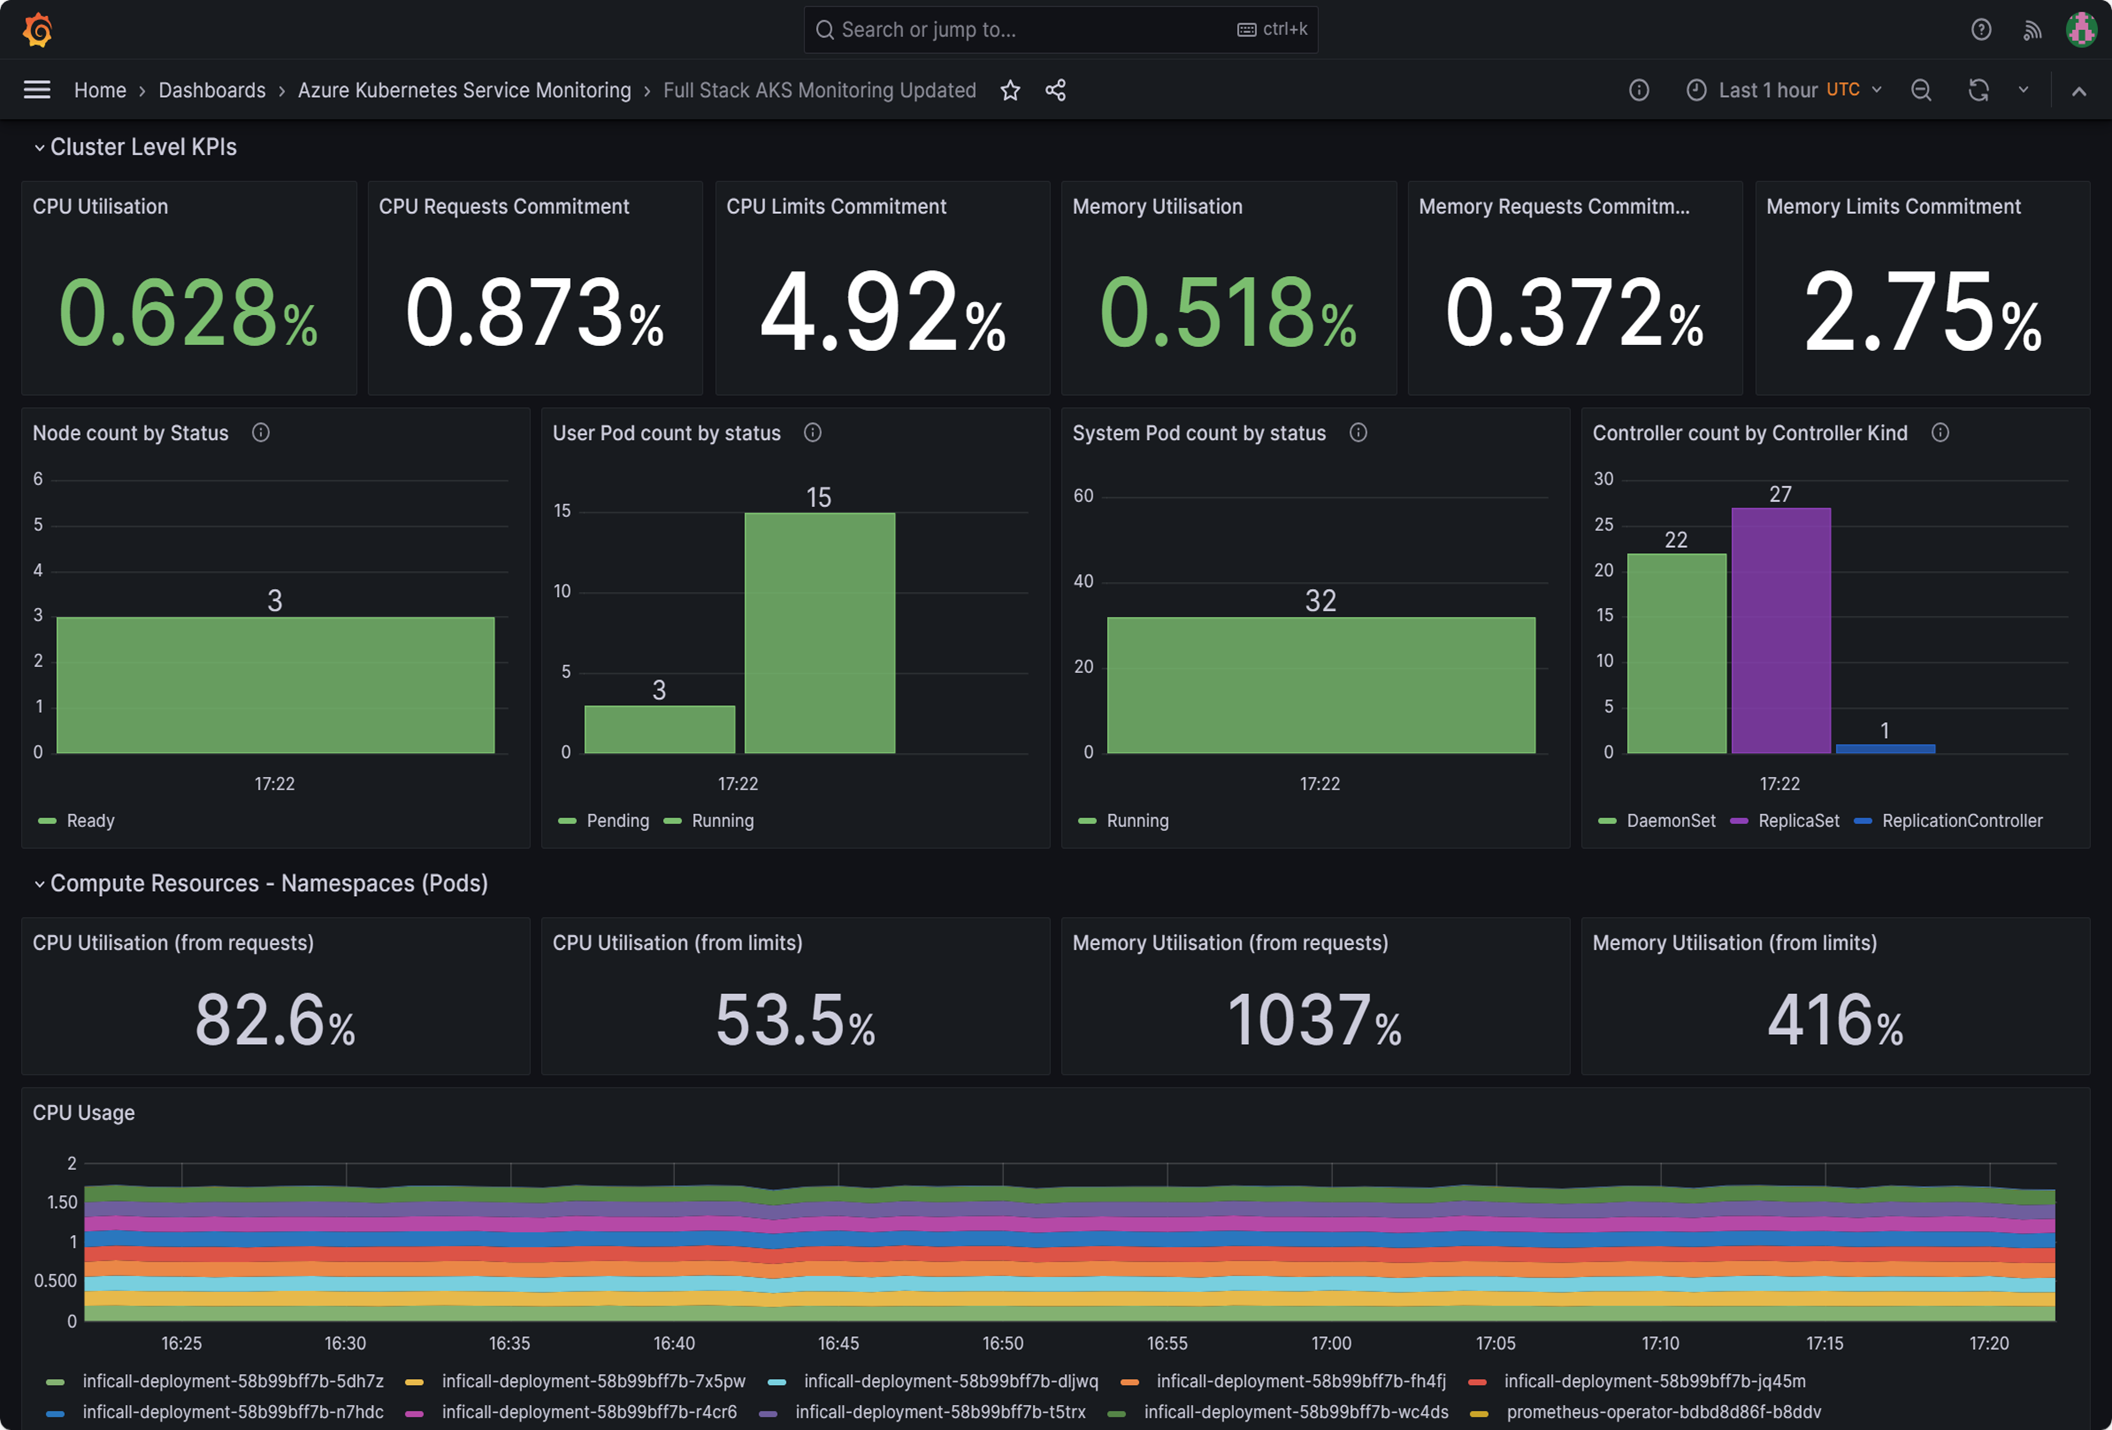 Search or jump to... ctrl+k
Home › Dashboards › Azure Kubernetes Service Monitoring › Full Stack AKS Monitoring Updated Last 1 hour UTC
Cluster Level KPIs
CPU Utilisation
0.628%
CPU Requests Commitment
0.873%
CPU Limits Commitment
4.92%
Memory Utilisation
0.518%
Memory Requests Commitm...
0.372%
Memory Limits Commitment
2.75%
Node count by Status
6
5
4
3
2
1
0
3
17:22
Ready
User Pod count by status
15
10
5
0
3
15
17:22
Pending Running
System Pod count by status
60
40
20
0
32
17:22
Running
Controller count by Controller Kind
30
25
20
15
10
5
0
22
27
1
17:22
DaemonSet ReplicaSet ReplicationController
Compute Resources - Namespaces (Pods)
CPU Utilisation (from requests)
82.6%
CPU Utilisation (from limits)
53.5%
Memory Utilisation (from requests)
1037%
Memory Utilisation (from limits)
416%
CPU Usage
2
1.50
1
0.500
0
16:25 16:30 16:35 16:40 16:45 16:50 16:55 17:00 17:05 17:10 17:15 17:20
inficall-deployment-58b99bff7b-5dh7z inficall-deployment-58b99bff7b-7x5pw inficall-deployment-58b99bff7b-dljwq inficall-deployment-58b99bff7b-fh4fj inficall-deployment-58b99bff7b-jq45m
inficall-deployment-58b99bff7b-n7hdc inficall-deployment-58b99bff7b-r4cr6 inficall-deployment-58b99bff7b-t5trx inficall-deployment-58b99bff7b-wc4ds prometheus-operator-bdbd8d86f-b8ddv